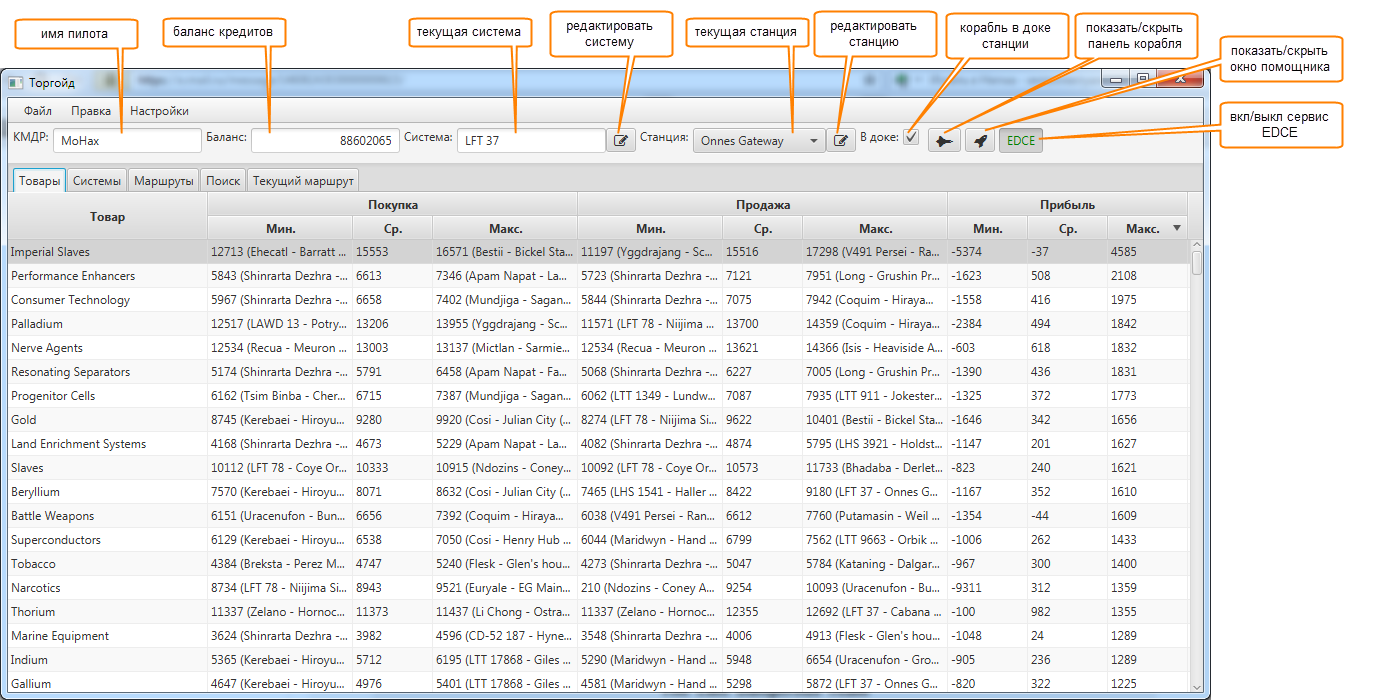 имя пилота
баланс кредитов
текущая система
редактировать
систему
текущая станция
редактировать
станцию
корабль в доке
станции
показать/скрыть
панель корабля
показать/скрыть
окно помощника
вкл/выкл сервис
EDCE
Торгойд
Файл Правка Настройки
КМДР: MoHax Баланс: 88602065 Система: LFT 37 Станция: Onnes Gateway В доке: EDCE
Товары Системы Маршруты Поиск Текущий маршрут
Товар Покупка Продажа Прибыль
Мин. Ср. Макс. Мин. Ср. Макс. Мин. Ср. Макс.
Imperial Slaves 12713 (Ehecatl - Barratt ... 15553 16571 (Bestii - Bickel Sta... 11197 (Yggdrajang - Sc... 15516 17298 (V491 Persei - Ra... -5374 -37 4585
Performance Enhancers 5843 (Shinrarta Dezhra -... 6613 7346 (Apam Napat - La... 5723 (Shinrarta Dezhra -... 7121 7951 (Long - Grushin Pr... -1623 508 2108
Consumer Technology 5967 (Shinrarta Dezhra -... 6658 7402 (Mundjiga - Sagan... 5844 (Shinrarta Dezhra -... 7075 7942 (Coquim - Hiraya... -1558 416 1975
Palladium 12517 (LAWD 13 - Potry... 13206 13955 (Yggdrajang - Sc... 11571 (LFT 78 - Niijima ... 13700 14359 (Coquim - Hiraya... -2384 494 1842
Nerve Agents 12534 (Recua - Meuron ... 13003 13137 (Mictlan - Sarmie... 12534 (Recua - Meuron ... 13621 14366 (Isis - Heaviside A... -603 618 1832
Resonating Separators 5174 (Shinrarta Dezhra -... 5791 6458 (Apam Napat - Fa... 5068 (Shinrarta Dezhra -... 6227 7005 (Long - Grushin Pr... -1390 436 1831
Progenitor Cells 6162 (Tsim Binba - Cher... 6715 7387 (Mundjiga - Sagan... 6062 (LTT 1349 - Lundw... 7087 7935 (LTT 911 - Jokester... -1325 372 1773
Gold 8745 (Kerebaei - Hiroyu... 9280 9920 (Cosi - Julian City (... 8274 (LFT 78 - Niijima Si... 9622 10401 (Bestii - Bickel Sta... -1646 342 1656
Land Enrichment Systems 4168 (Shinrarta Dezhra -... 4673 5229 (Apam Napat - La... 4082 (Shinrarta Dezhra -... 4874 5795 (LHS 3921 - Holdst... -1147 201 1627
Slaves 10112 (LFT 78 - Coye Or... 10333 10915 (Ndozins - Coney... 10092 (LFT 78 - Coye Or... 10573 11733 (Bhadaba - Derlet... -823 240 1621
Beryllium 7570 (Kerebaei - Hiroyu... 8071 8632 (Cosi - Julian City (... 7465 (LHS 1541 - Haller ... 8422 9180 (LFT 37 - Onnes G... -1167 352 1610
Battle Weapons 6151 (Uracenufon - Bun... 6656 7392 (Coquim - Hiraya... 6038 (V491 Persei - Ran... 6612 7760 (Putamasin - Weil ... -1354 -44 1609
Superconductors 6129 (Kerebaei - Hiroyu... 6538 7050 (Cosi - Henry Hub ... 6044 (Maridwyn - Hand ... 6799 7562 (LTT 9663 - Orbik ... -1006 262 1433
Tobacco 4384 (Breksta - Perez M... 4747 5240 (Flesk - Glen's hou... 4273 (Shinrarta Dezhra -... 5047 5784 (Kataning - Dalgar... -967 300 1400
Narcotics 8734 (LFT 78 - Niijima Si... 8943 9521 (Euryale - EG Main... 210 (Ndozins - Coney A... 9254 10093 (Uracenufon - Bu... -9311 312 1359
Thorium 11337 (Zelano - Hornoc... 11373 11437 (Li Chong - Ostra... 11337 (Zelano - Hornoc... 12355 12692 (LFT 37 - Cabana ... -100 982 1355
Marine Equipment 3624 (Shinrarta Dezhra -... 3982 4596 (CD-52 187 - Hyne... 3548 (Shinrarta Dezhra -... 4006 4913 (Flesk - Glen's hou... -1048 24 1289
Indium 5365 (Kerebaei - Hiroyu... 5712 6195 (LTT 17868 - Giles ... 5290 (Maridwyn - Hand ... 5948 6654 (Uracenufon - Gro... -905 236 1289
Gallium 4647 (Kerebaei - Hiroyu... 4976 5401 (LTT 17868 - Giles ... 4581 (Maridwyn - Hand ... 5298 5872 (LFT 37 - Onnes G... -820 322 1225